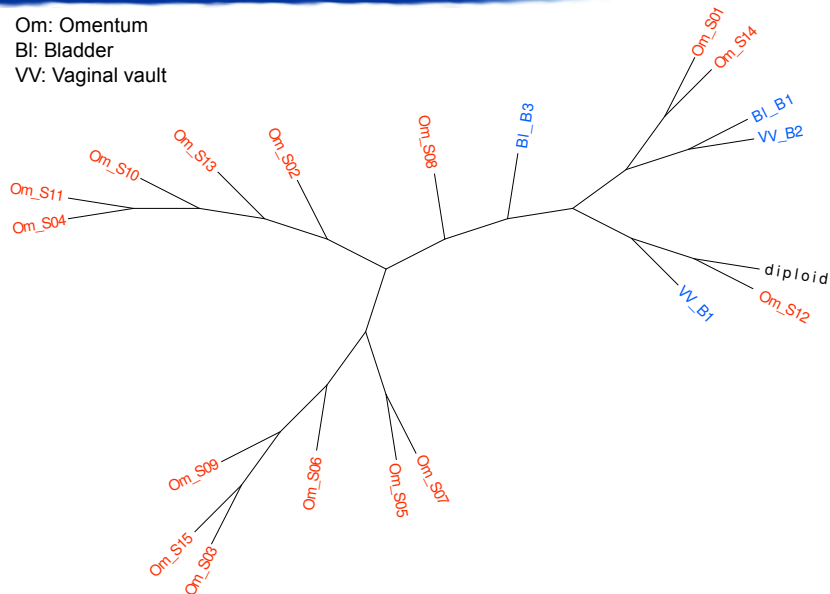 Om: Omentum
Bl: Bladder
VV: Vaginal vault
Om_S01
Om_S14
Bl_B1
VV_B2
Bl_B3
Om_S08
Om_S02
Om_S13
Om_S10
Om_S11
Om_S04
diploid
Om_S12
VV_B1
Om_S07
Om_S05
Om_S06
Om_S09
Om_S15
Om_S03